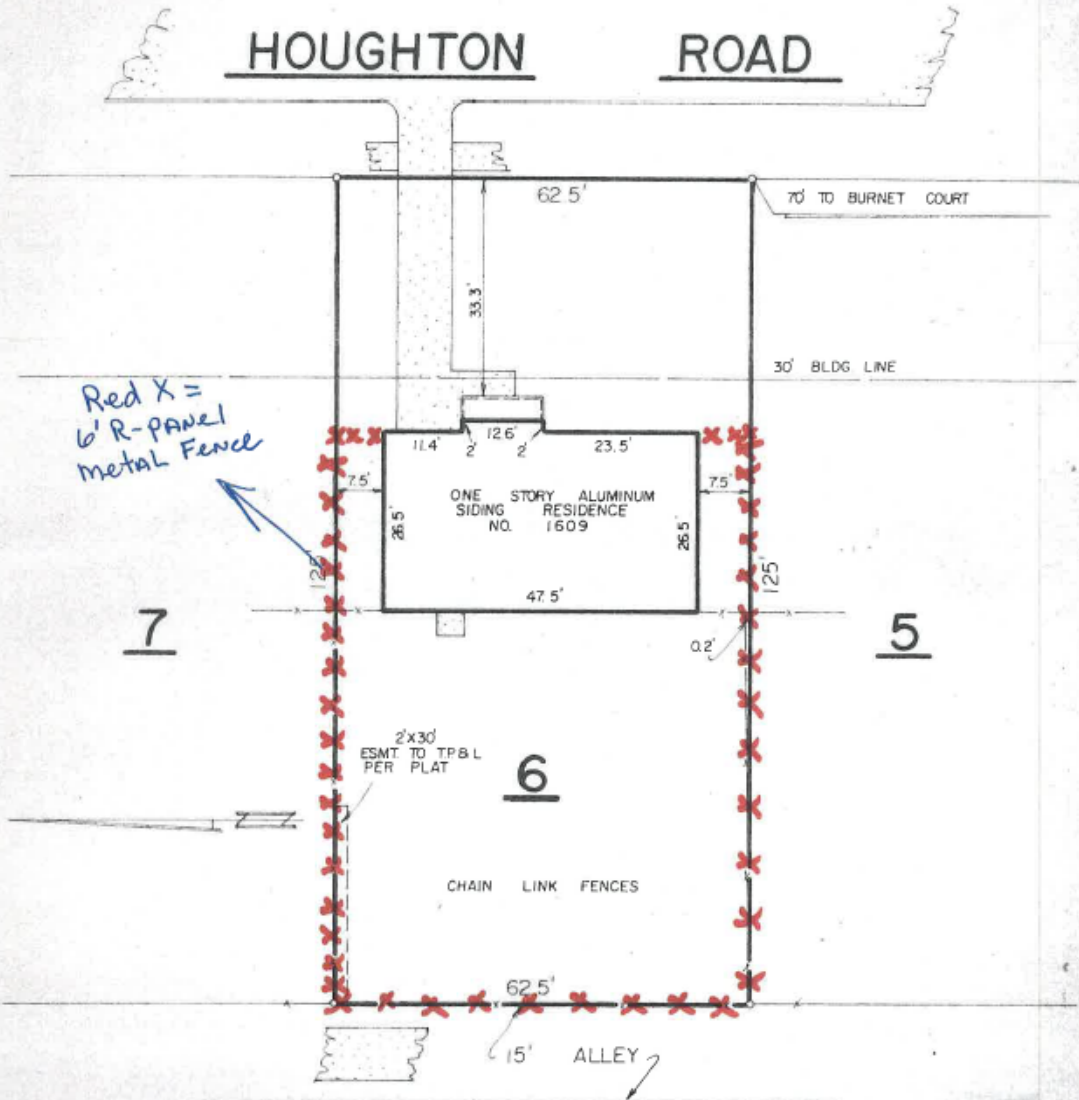 HOUGHTON ROAD
62.5'
70' TO BURNET COURT
33.3'
30' BLDG LINE
Red X =
6' R-PANEL
metAL Fence
11.4'
12.6'
23.5'
2'
2'
7.5'
7.5'
ONE STORY ALUMINUM
SIDING RESIDENCE
NO. 1609
26.5'
26.5'
125'
47.5'
7
0.2'
5
2'X30'
ESMT. TO T.P.& L
PER PLAT
6
CHAIN LINK FENCES
62.5'
15' ALLEY